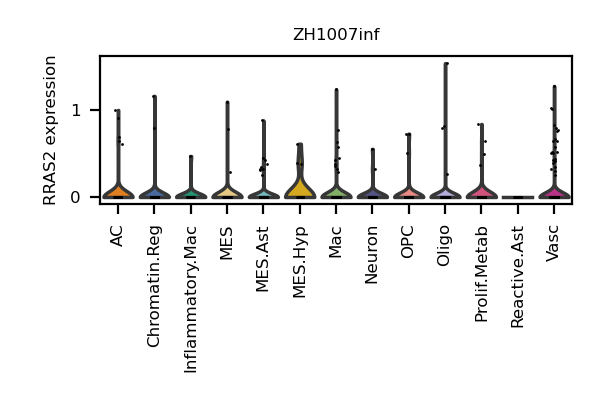 ZH1007inf
RRAS2 expression
1
0
AC
Chromatin.Reg
Inflammatory.Mac
MES
MES.Ast
MES.Hyp
Mac
Neuron
OPC
Oligo
Prolif.Metab
Reactive.Ast
Vasc